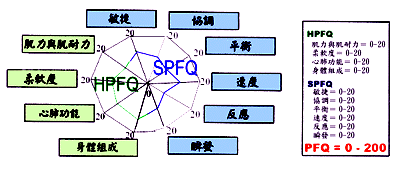 敏捷
協調
肌力與肌耐力
平衡
柔軟度
速度
心肺功能
反應
身體組成
瞬發
20
20
20
20
20
20
20
20
20
20
HPFQ
SPFQ
0
HPFQ
肌力與肌耐力 = 0-20
柔軟度 = 0-20
心肺功能 = 0-20
身體組成 = 0-20
SPFQ
敏捷 = 0-20
協調 = 0-20
平衡 = 0-20
速度 = 0-20
反應 = 0-20
瞬發 = 0-20
PFQ = 0 - 200